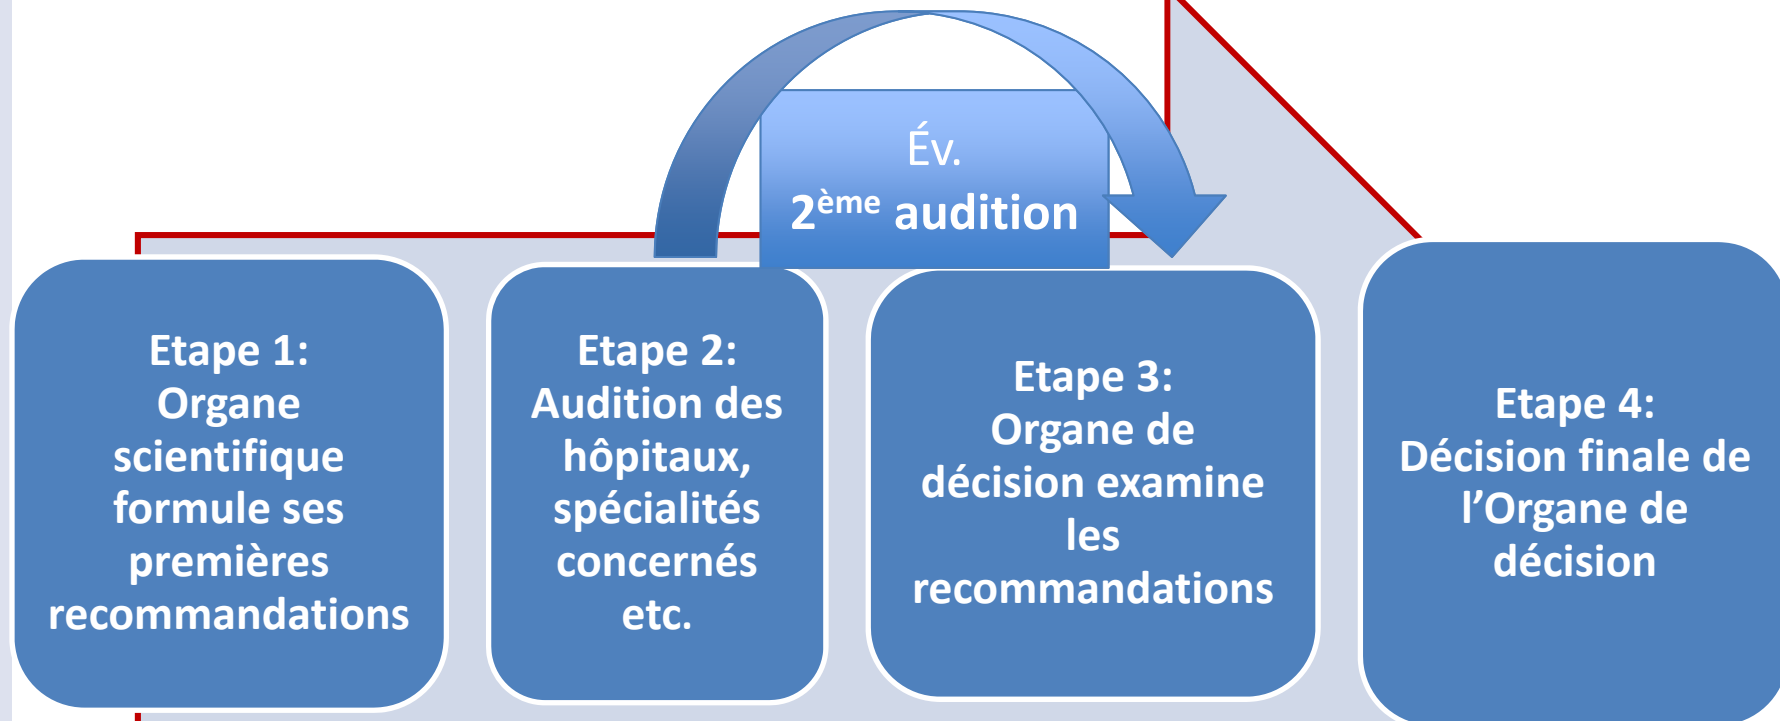 Év.
2ème audition
Etape 1:
Organe
scientifique
formule ses
premières
recommandations
Etape 2:
Audition des
hôpitaux,
spécialités
concernés
etc.
Etape 3:
Organe de
décision examine
les
recommandations
Etape 4:
Décision finale de
l’Organe de
décision